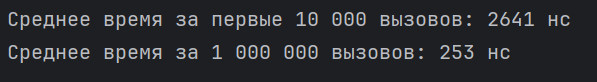 Среднее время за первые 10 000 вызовов: 2641 нс
Среднее время за 1 000 000 вызовов: 253 нс